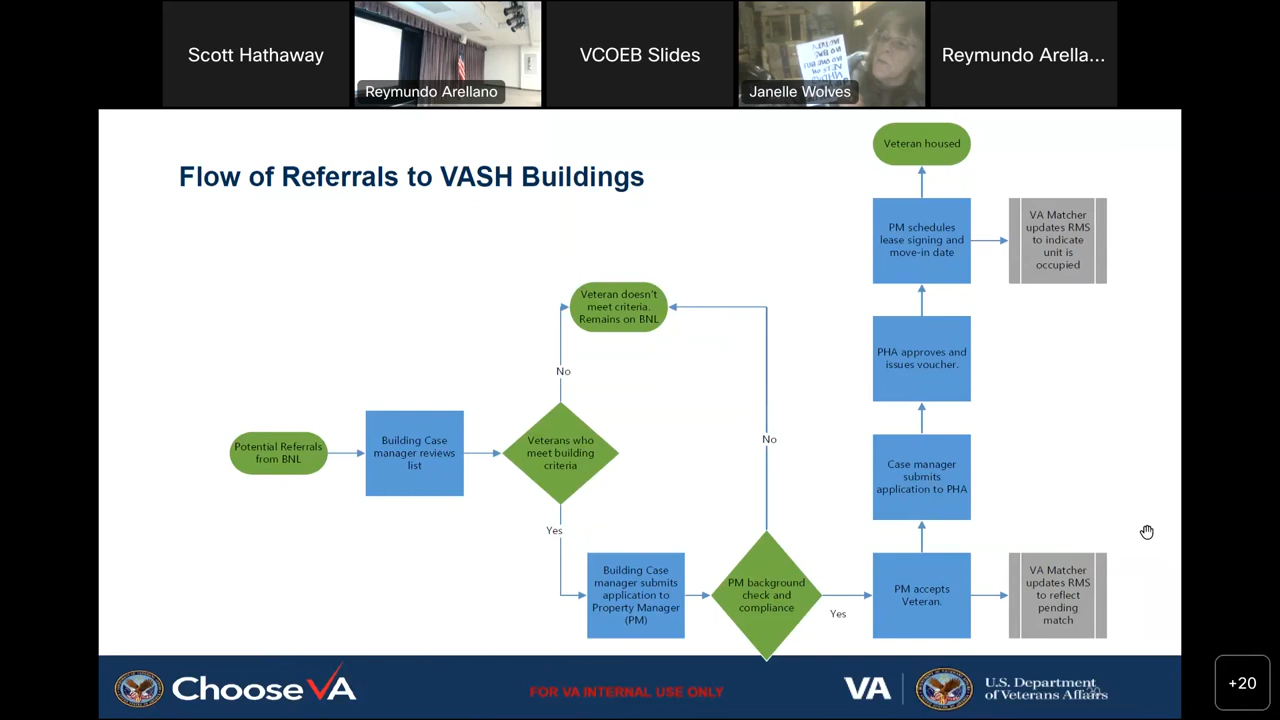 Scott Hathaway
Reymundo Arellano
VCOEB Slides
Janelle Wolves
Reymundo Arella...
Flow of Referrals to VASH Buildings
Veteran housed
PM schedules
lease signing and
move-in date
VA Matcher
updates RMS
to indicate
unit is
occupied
Veteran doesn't
meet criteria.
Remains on BNL
PHA approves and
issues voucher.
No
No
Potential Referrals
from BNL
Building Case
manager reviews
list
Veterans who
meet building
criteria
Case manager
submits
application to PHA
Yes
Building Case
manager submits
application to
Property Manager
(PM)
PM background
check and
compliance
Yes
PM accepts
Veteran.
VA Matcher
updates RMS
to reflect
pending
match
ChooseVA
FOR VA INTERNAL USE ONLY
VA
U.S. Department
of Veterans Affairs
+20